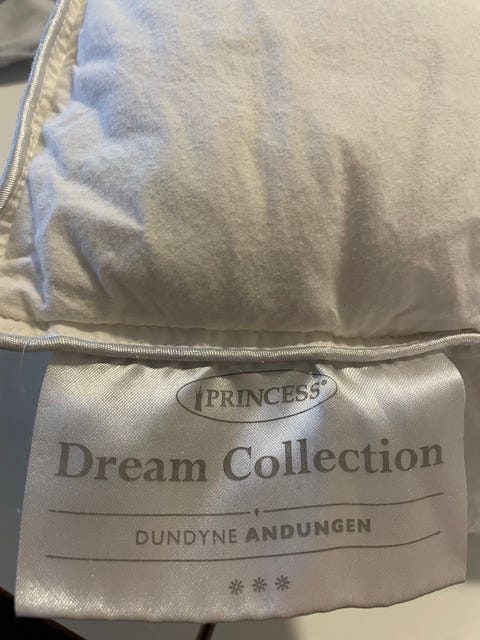 PRINCESS®
Dream Collection
DUNDYNE ANDUNGEN
***